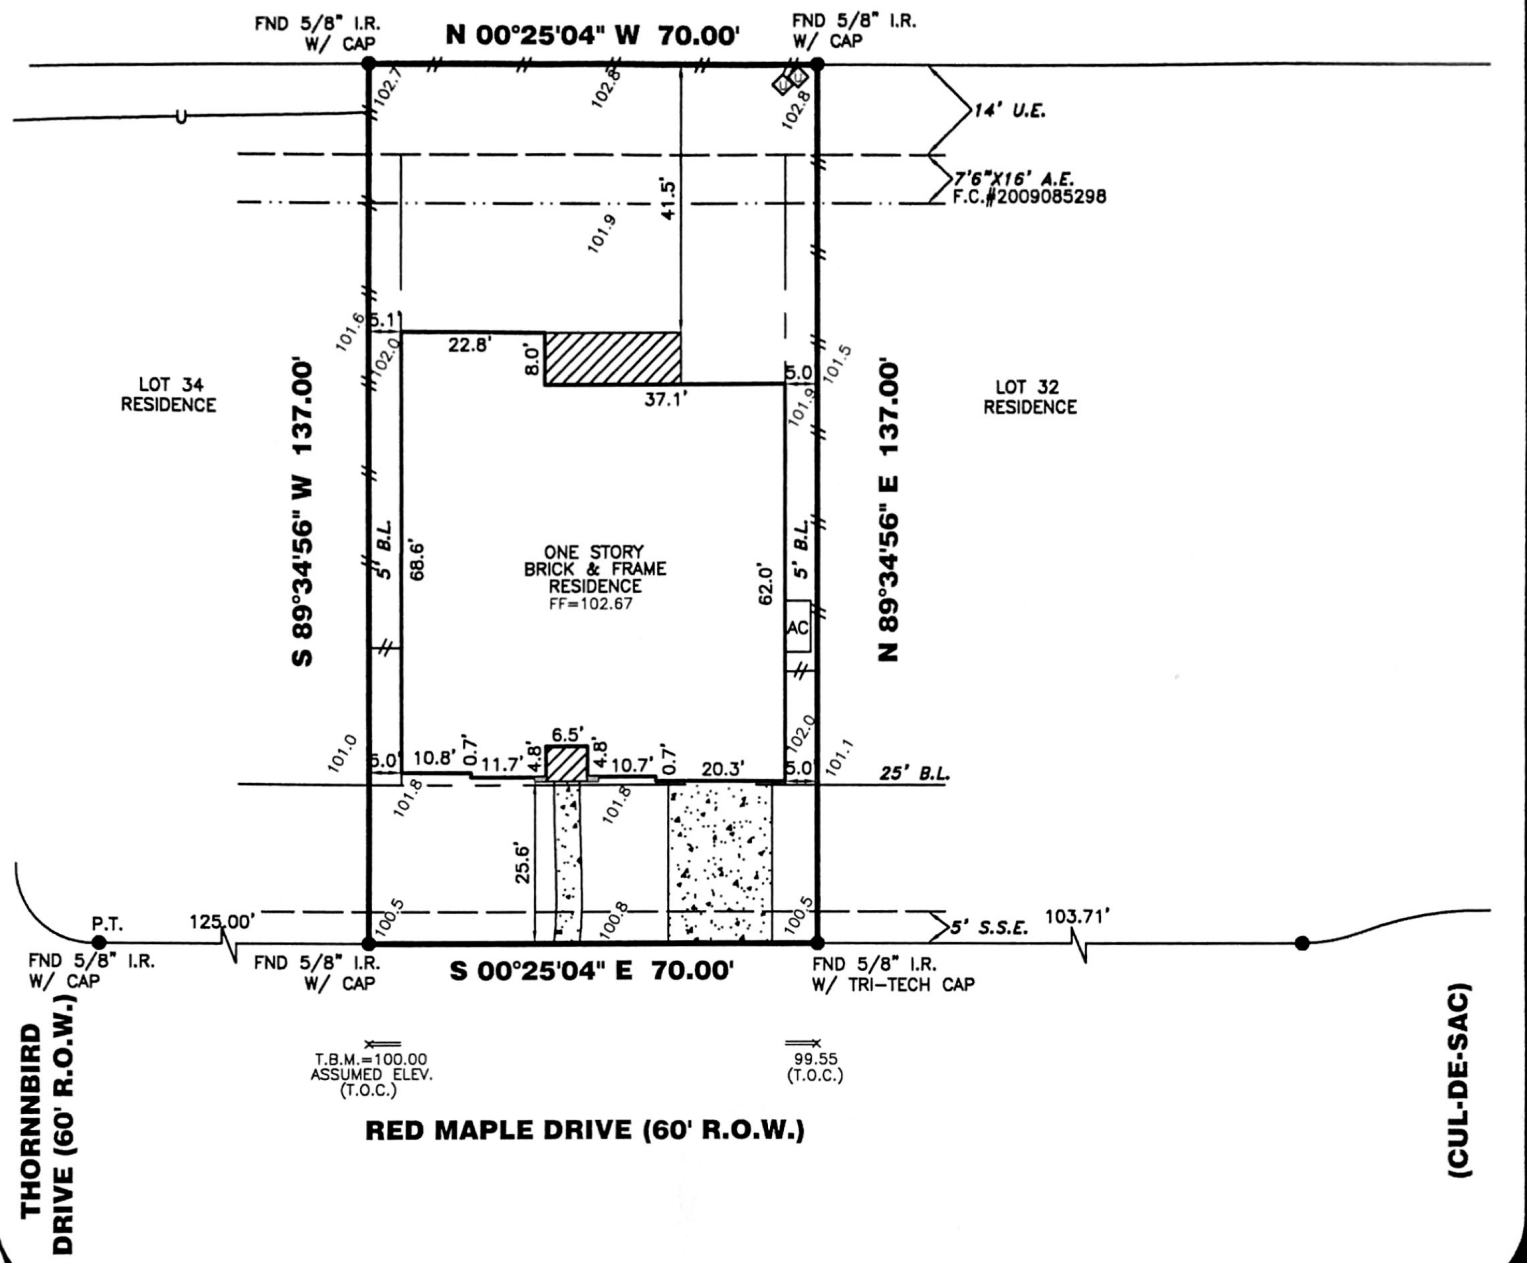 FND 5/8" I.R.
W/ CAP
N 00°25'04" W 70.00'
FND 5/8" I.R.
W/ CAP
102.7
102.8
102.8
U
U
U
14' U.E.
7'6"X16' A.E.
F.C.#2009085298
41.5'
101.9
101.6
5.1'
102.0
22.8'
8.0'
37.1'
5.0'
101.5
101.9
LOT 34
RESIDENCE
LOT 32
RESIDENCE
S 89°34'56" W 137.00'
N 89°34'56" E 137.00'
5' B.L.
68.6'
ONE STORY
BRICK & FRAME
RESIDENCE
FF=102.67
62.0'
5' B.L.
AC
101.0
5.0'
10.8'
0.7'
11.7'
4.8'
6.5'
4.8'
10.7'
0.7'
20.3'
102.0
5.0'
101.1
25' B.L.
101.8
101.8
25.6'
P.T.
125.00'
100.5
100.8
100.5
5' S.S.E.
103.71'
FND 5/8" I.R.
W/ CAP
FND 5/8" I.R.
W/ CAP
S 00°25'04" E 70.00'
FND 5/8" I.R.
W/ TRI-TECH CAP
T.B.M.=100.00
ASSUMED ELEV.
(T.O.C.)
99.55
(T.O.C.)
THORNNBIRD
DRIVE (60' R.O.W.)
RED MAPLE DRIVE (60' R.O.W.)
(CUL-DE-SAC)